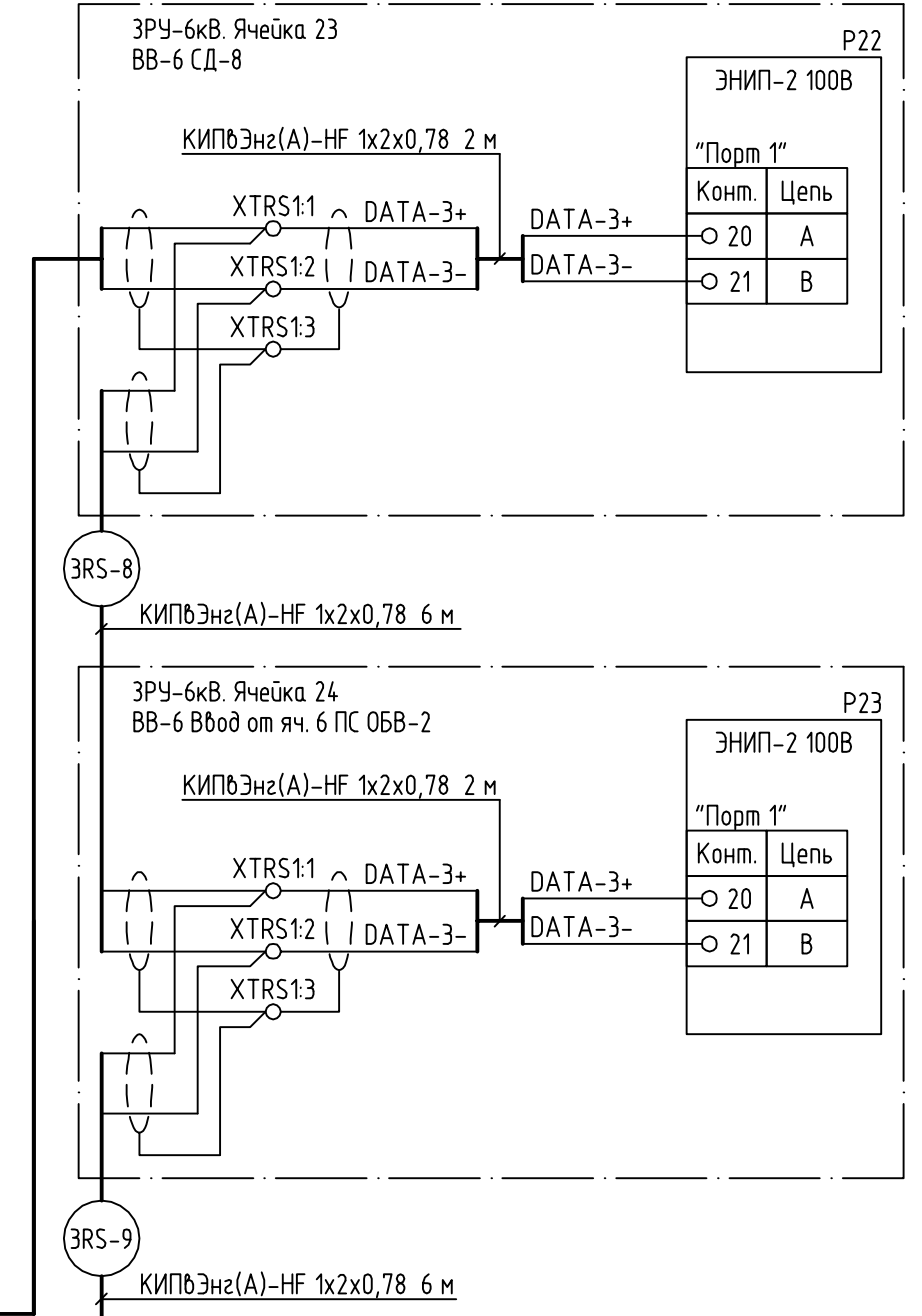 ЗРУ-6кВ. Ячейка 23
ВВ-6 СД-8
P22
ЭНИП-2 100В
КИПвЭнг(А)-HF 1х2х0,78 2 м
"Порт 1"
Конт. Цепь
XTRS1:1 DATA-3+ DATA-3+ 20 A
XTRS1:2 DATA-3- DATA-3- 21 B
XTRS1:3
3RS-8
КИПвЭнг(А)-HF 1х2х0,78 6 м
ЗРУ-6кВ. Ячейка 24
ВВ-6 Ввод от яч. 6 ПС ОБВ-2
P23
ЭНИП-2 100В
КИПвЭнг(А)-HF 1х2х0,78 2 м
"Порт 1"
Конт. Цепь
XTRS1:1 DATA-3+ DATA-3+ 20 A
XTRS1:2 DATA-3- DATA-3- 21 B
XTRS1:3
3RS-9
КИПвЭнг(А)-HF 1х2х0,78 6 м